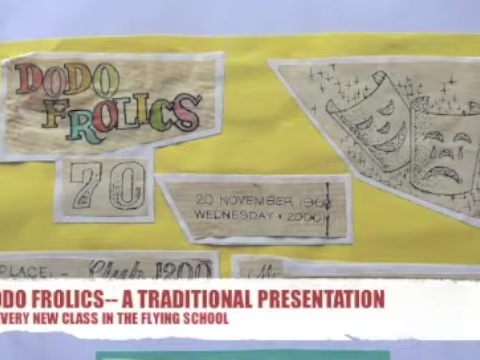 DODO
FROLICS
70
20 NOVEMBER
WEDNESDAY • 2000
PLACE:-
ODO FROLICS-- A TRADITIONAL PRESENTATION
VERY NEW CLASS IN THE FLYING SCHOOL